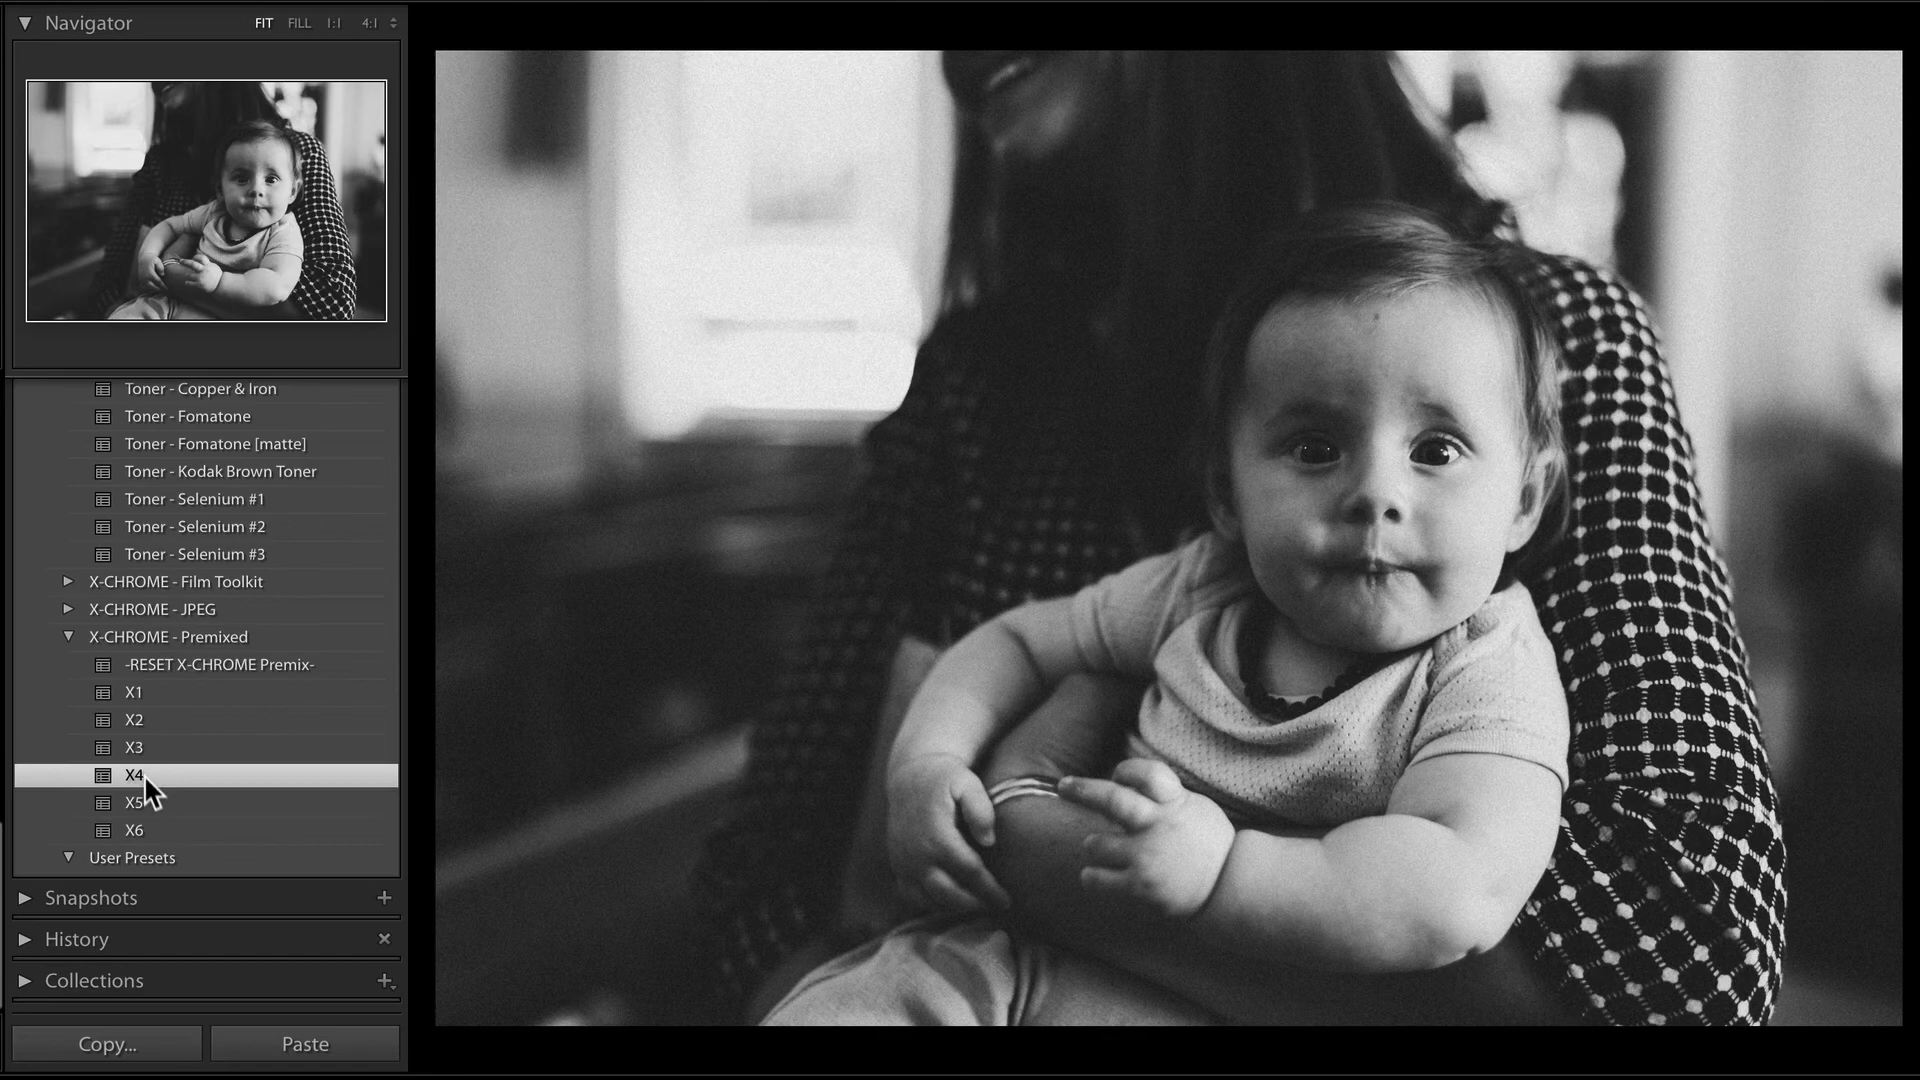 Navigator FIT FILL 1:1 4:1
Toner - Copper & Iron
Toner - Fomatone
Toner - Fomatone [matte]
Toner - Kodak Brown Toner
Toner - Selenium #1
Toner - Selenium #2
Toner - Selenium #3
X-CHROME - Film Toolkit
X-CHROME - JPEG
X-CHROME - Premixed
-RESET X-CHROME Premix-
X1
X2
X3
X4
X5
X6
User Presets
Snapshots
History
Collections
Copy... Paste